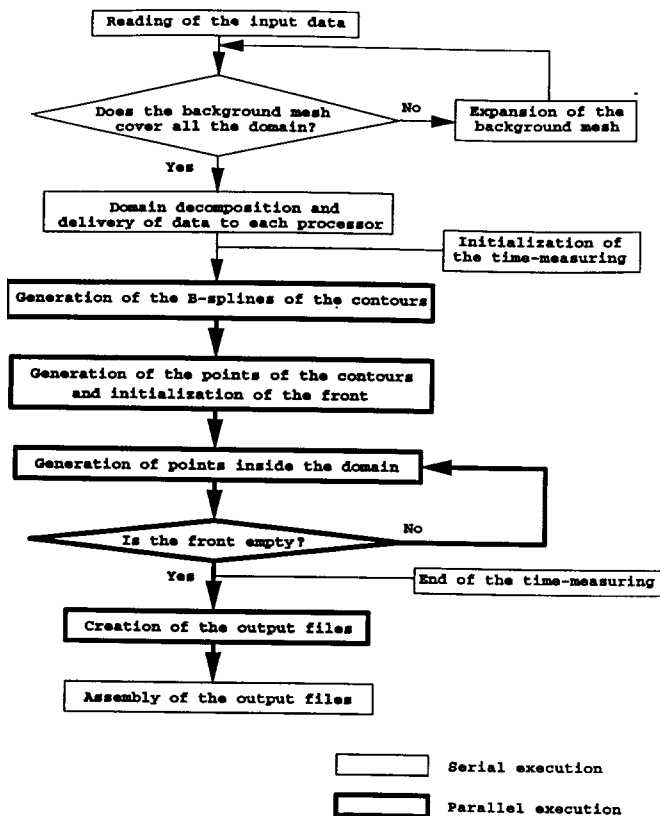 Reading of the input data
Does the background mesh
cover all the domain?
No
Expansion of the
background mesh
Yes
Domain decomposition and
delivery of data to each processor
Initialization of
the time-measuring
Generation of the B-splines of the contours
Generation of the points of the contours
and initialization of the front
Generation of points inside the domain
Is the front empty?
No
Yes
End of the time-measuring
Creation of the output files
Assembly of the output files
Serial execution
Parallel execution